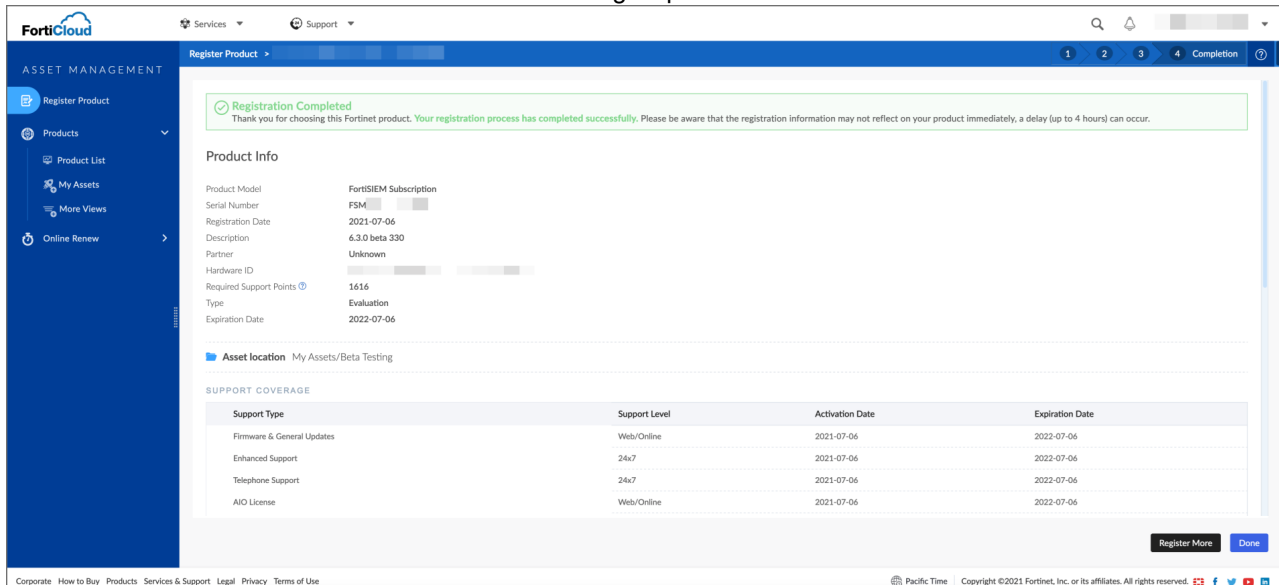 FortiCloud
Services
Support
Register Product >
1 2 3 4 Completion
ASSET MANAGEMENT
Register Product
Products
Product List
My Assets
More Views
Online Renew
Registration Completed
Thank you for choosing this Fortinet product. Your registration process has completed successfully. Please be aware that the registration information may not reflect on your product immediately, a delay (up to 4 hours) can occur.
Product Info
Product Model FortiSIEM Subscription
Serial Number FSM
Registration Date 2021-07-06
Description 6.3.0 beta 330
Partner Unknown
Hardware ID
Required Support Points 1616
Type Evaluation
Expiration Date 2022-07-06
Asset location My Assets/Beta Testing
SUPPORT COVERAGE
Support Type Support Level Activation Date Expiration Date
Firmware & General Updates Web/Online 2021-07-06 2022-07-06
Enhanced Support 24x7 2021-07-06 2022-07-06
Telephone Support 24x7 2021-07-06 2022-07-06
AIO License Web/Online 2021-07-06 2022-07-06
Register More Done
Corporate How to Buy Products Services & Support Legal Privacy Terms of Use Pacific Time Copyright ©2021 Fortinet, Inc. or its affiliates. All rights reserved.